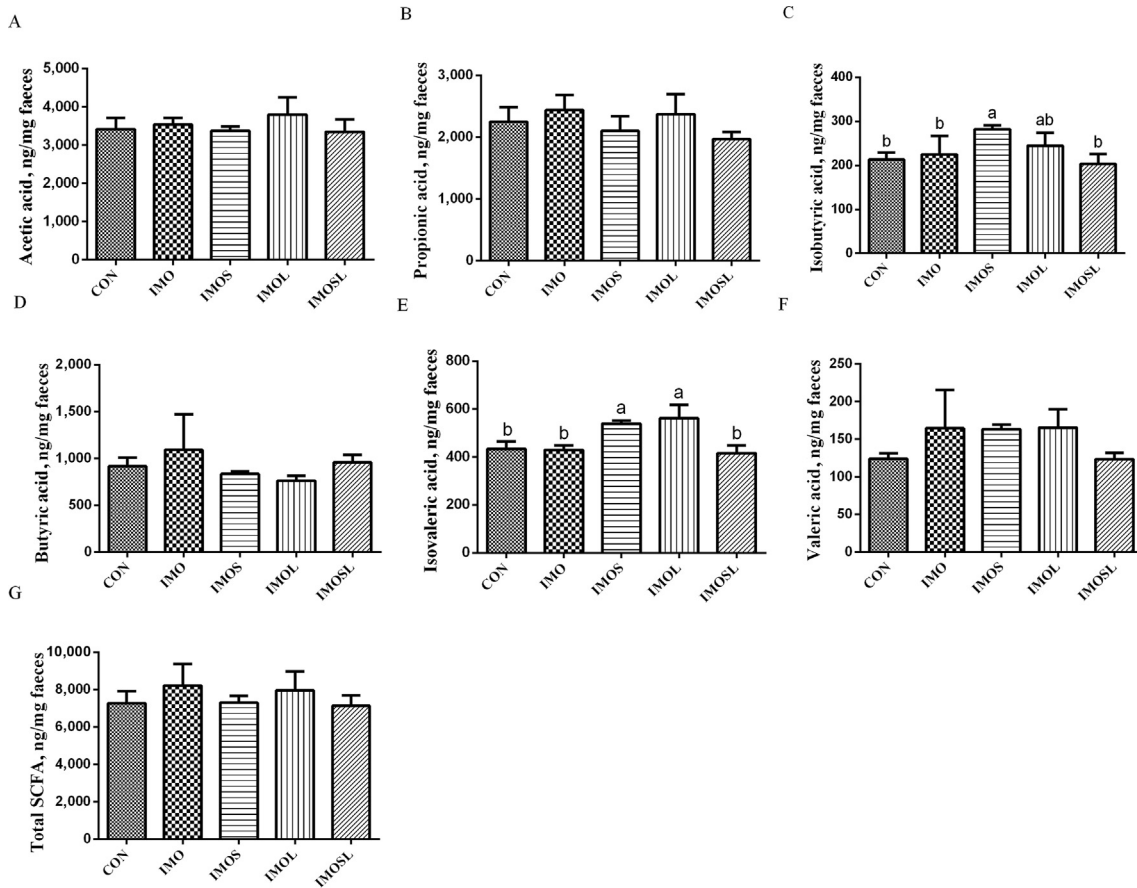 A
Acetic acid, ng/mg faeces
5,000
4,000
3,000
2,000
1,000
0
CON
IMO
IMOS
IMOL
IMOSL
B
Propionic acid, ng/mg faeces
3,000
2,000
1,000
0
CON
IMO
IMOS
IMOL
IMOSL
C
Isobutyric acid, ng/mg faeces
400
300
200
100
0
b
b
a
ab
b
CON
IMO
IMOS
IMOL
IMOSL
D
Butyric acid, ng/mg faeces
2,000
1,500
1,000
500
0
CON
IMO
IMOS
IMOL
IMOSL
E
Isovaleric acid, ng/mg faeces
800
600
400
200
0
b
b
a
a
b
CON
IMO
IMOS
IMOL
IMOSL
F
Valeric acid, ng/mg faeces
250
200
150
100
50
0
CON
IMO
IMOS
IMOL
IMOSL
G
Total SCFA, ng/mg faeces
10,000
8,000
6,000
4,000
2,000
0
CON
IMO
IMOS
IMOL
IMOSL